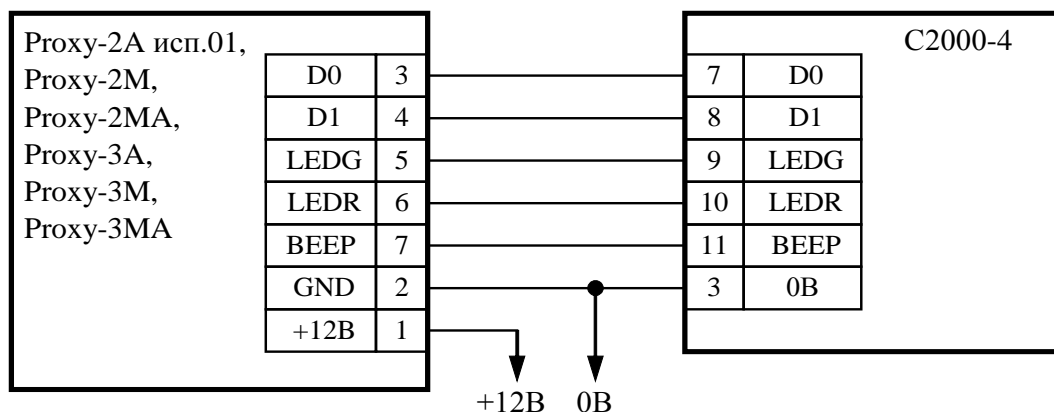 Proxy-2A исп.01,
Proxy-2M,
Proxy-2MA,
Proxy-3A,
Proxy-3M,
Proxy-3MA
C2000-4
D0 3 7 D0
D1 4 8 D1
LEDG 5 9 LEDG
LEDR 6 10 LEDR
BEEP 7 11 BEEP
GND 2 3 0В
+12В 1
+12В 0В